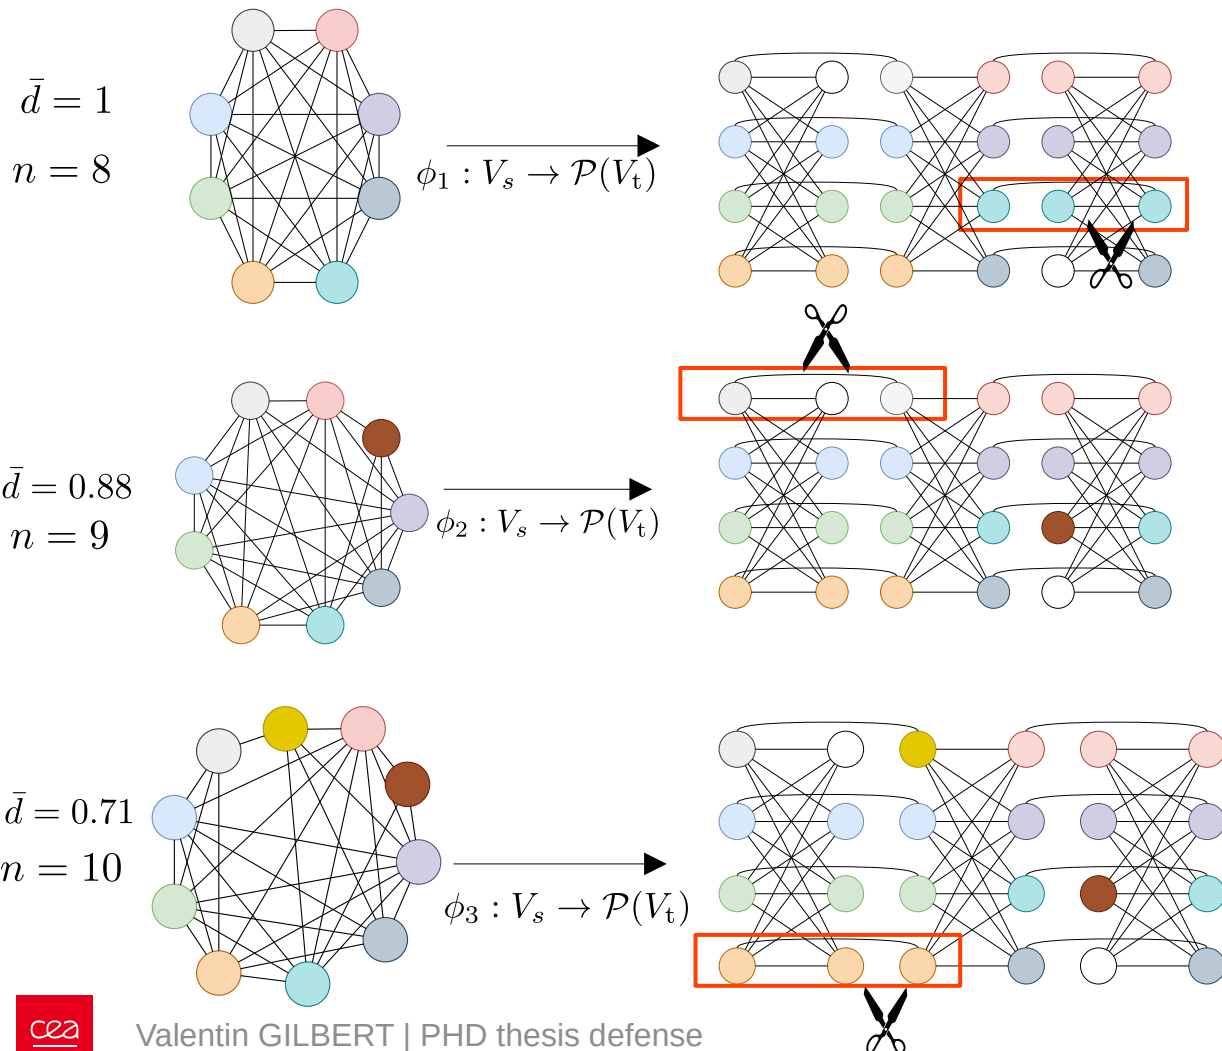 d̄ = 1
n = 8
ϕ₁ : Vₛ → 𝒫(Vₜ)
d̄ = 0.88
n = 9
ϕ₂ : Vₛ → 𝒫(Vₜ)
d̄ = 0.71
n = 10
ϕ₃ : Vₛ → 𝒫(Vₜ)
cea
Valentin GILBERT | PHD thesis defense